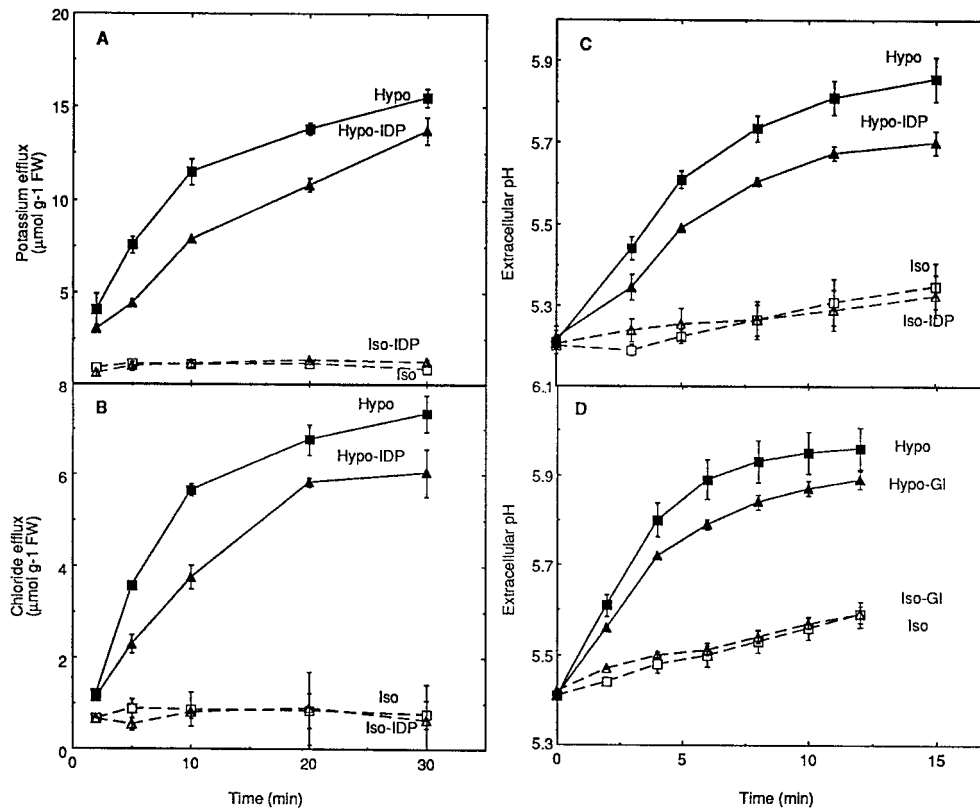 A
20
15
10
5
Potassium efflux
(µmol g-1 FW)
Hypo
Hypo-IDP
Iso-IDP
Iso
B
8
6
4
2
0
Chloride efflux
(µmol g-1 FW)
Hypo
Hypo-IDP
Iso
Iso-IDP
0 10 20 30
Time (min)
C
5.9
5.7
5.5
5.3
6.1
Extracellular pH
Hypo
Hypo-IDP
Iso
Iso-IDP
D
5.9
5.7
5.5
5.3
Extracellular pH
Hypo
Hypo-GI
Iso-GI
Iso
0 5 10 15
Time (min)